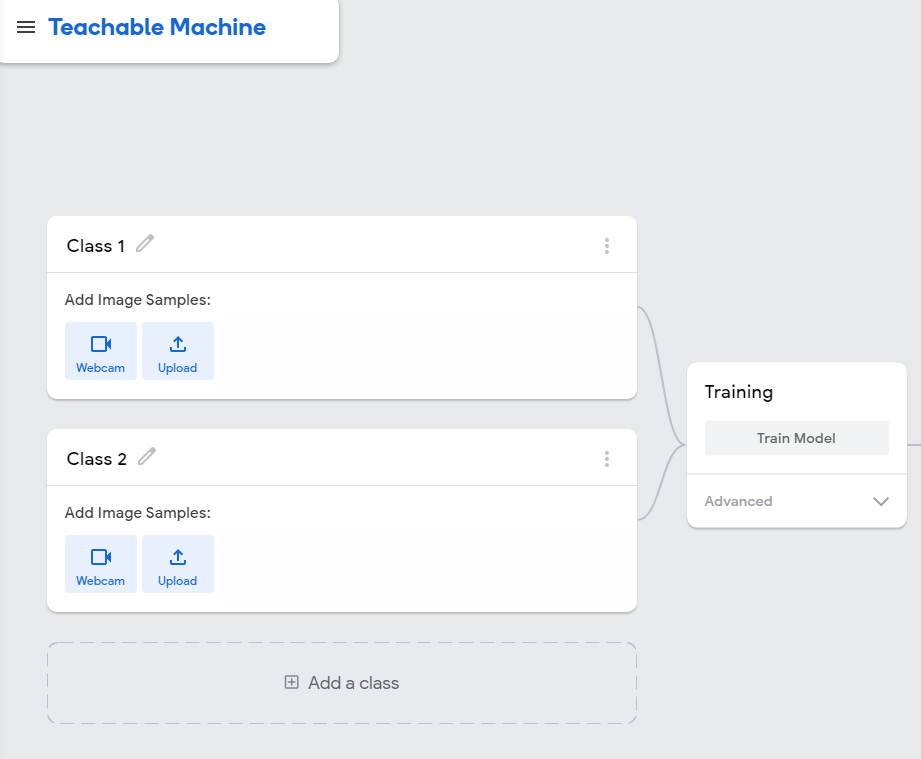 Teachable Machine
Class 1
Add Image Samples:
Webcam
Upload
Class 2
Add Image Samples:
Webcam
Upload
Add a class
Training
Train Model
Advanced